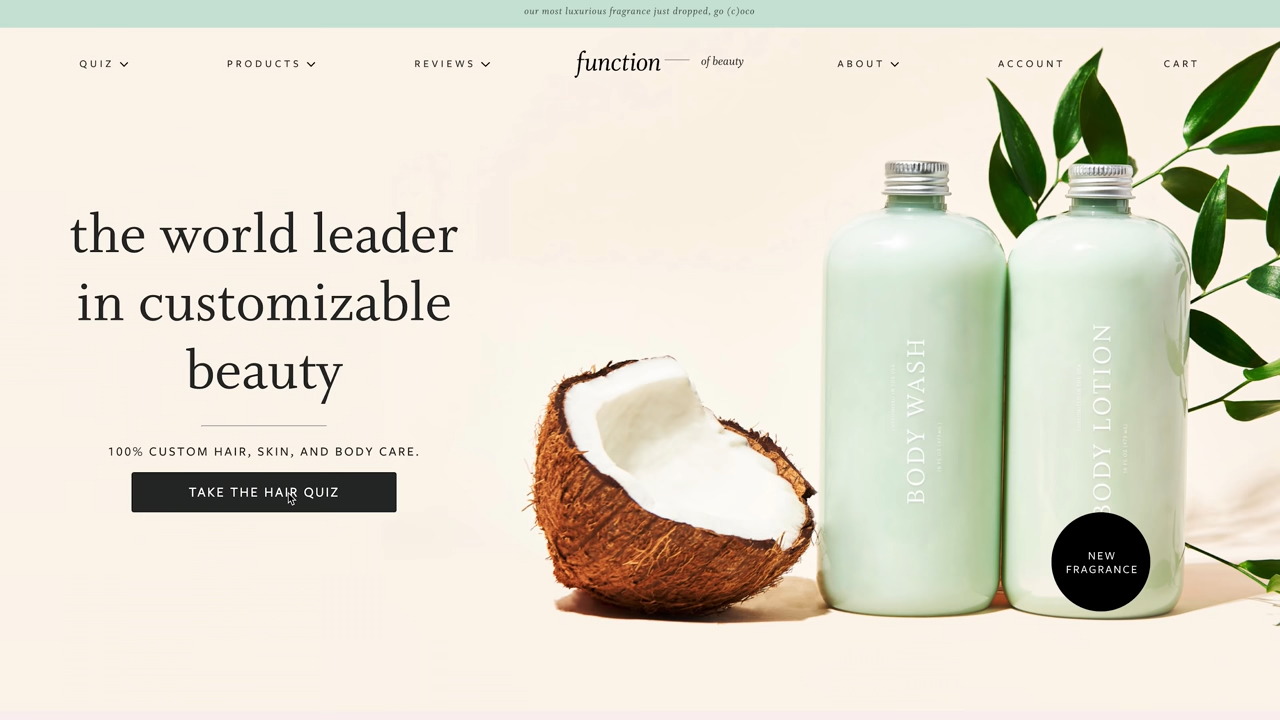 our most luxurious fragrance just dropped, go (c)oco
QUIZ
PRODUCTS
REVIEWS
function of beauty
ABOUT
ACCOUNT
CART
the world leader
in customizable
beauty
100% CUSTOM HAIR, SKIN, AND BODY CARE.
TAKE THE HAIR QUIZ
BODY WASH
BODY LOTION
NEW
FRAGRANCE